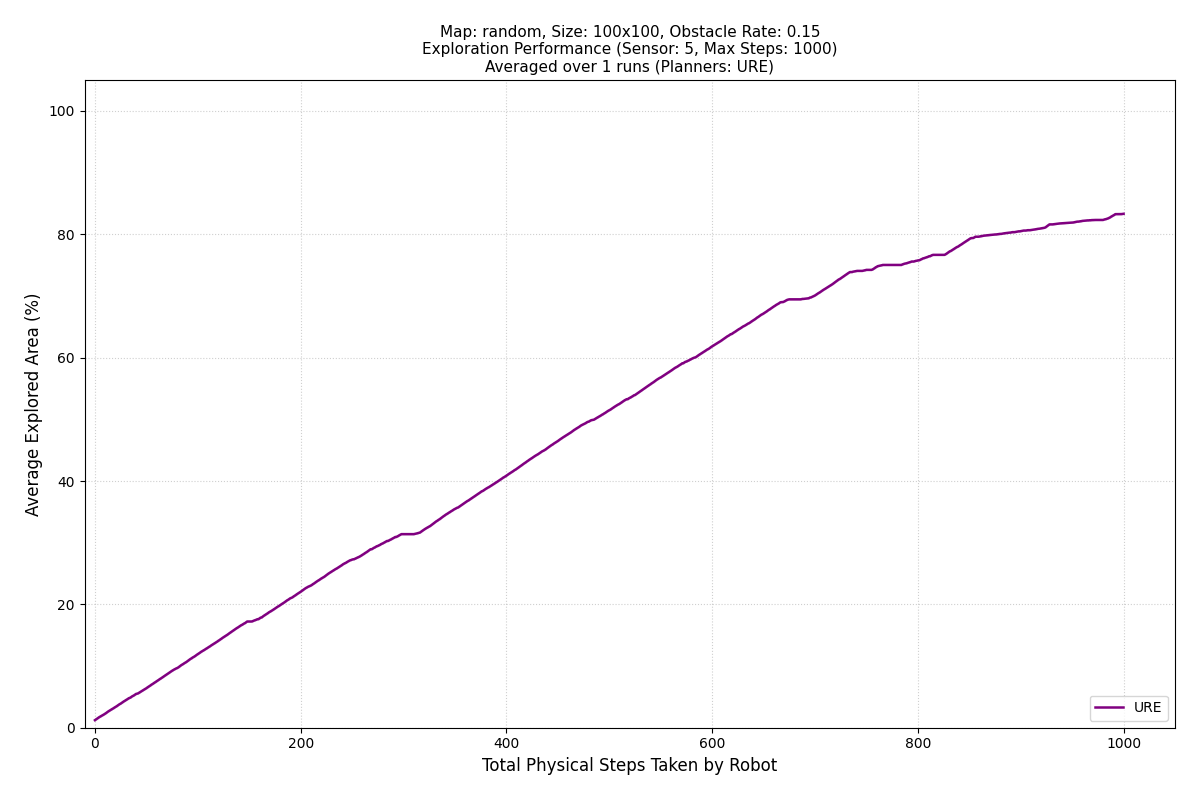 Map: random, Size: 100x100, Obstacle Rate: 0.15
Exploration Performance (Sensor: 5, Max Steps: 1000)
Averaged over 1 runs (Planners: URE)
Average Explored Area (%)
100
80
60
40
20
0
0 200 400 600 800 1000
Total Physical Steps Taken by Robot
URE